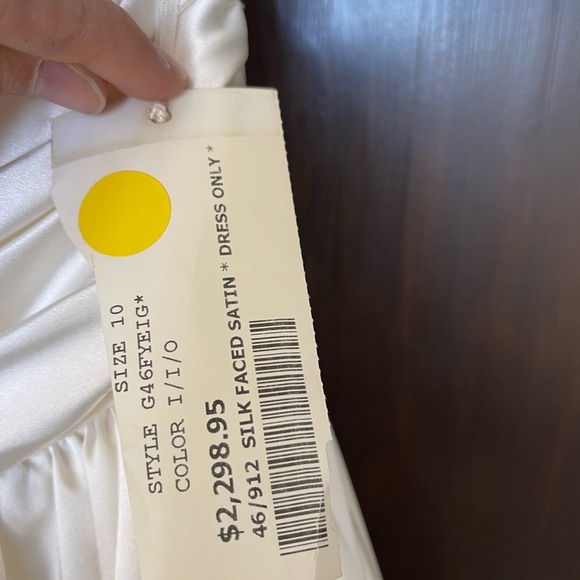 SIZE 10
STYLE G46FYEIG*
COLOR I/I/O
$2,298.95
46/912 SILK FACED SATIN * DRESS ONLY *